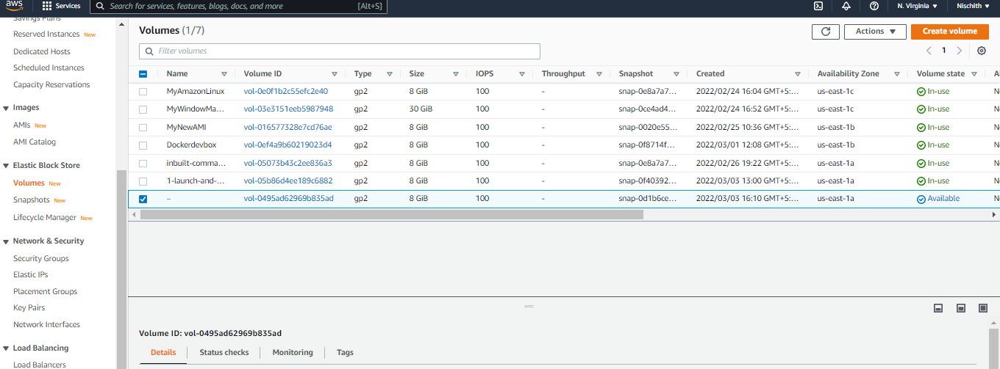 aws Services Search for services, features, blogs, docs, and more [Alt+S] N. Virginia Nischith
Savings Plans
Reserved Instances New
Dedicated Hosts
Scheduled Instances
Capacity Reservations
Images
AMIs New
AMI Catalog
Elastic Block Store
Volumes New
Snapshots New
Lifecycle Manager New
Network & Security
Security Groups
Elastic IPs
Placement Groups
Key Pairs
Network Interfaces
Load Balancing
Load Balancers
Volumes (1/7) Actions Create volume
Filter volumes 1
Name Volume ID Type Size IOPS Throughput Snapshot Created Availability Zone Volume state
MyAmazonLinux vol-0e0f1b2c55efc2e40 gp2 8 GiB 100 - snap-0e8a7a7... 2022/02/24 16:04 GMT+5:... us-east-1c In-use
MyWindowMa... vol-03e3151eeb5987948 gp2 30 GiB 100 - snap-0ce4ad4... 2022/02/24 16:52 GMT+5:... us-east-1c In-use
MyNewAMI vol-016577328e7cd76ae gp2 8 GiB 100 - snap-0020e55... 2022/02/25 10:36 GMT+5:... us-east-1b In-use
Dockerdevbox vol-0ef4a9b60219023d4 gp2 8 GiB 100 - snap-0f8714f... 2022/03/01 12:08 GMT+5:... us-east-1b In-use
inbuilt-comma... vol-05073b43c2ee836a3 gp2 8 GiB 100 - snap-0e8a7a7... 2022/02/26 19:22 GMT+5:... us-east-1a In-use
1-launch-and-... vol-05b86d4ee189c6882 gp2 8 GiB 100 - snap-0f40392... 2022/03/03 13:00 GMT+5:... us-east-1a In-use
– vol-0495ad62969b835ad gp2 8 GiB 100 - snap-0d1b6ce... 2022/03/03 16:10 GMT+5:... us-east-1a Available
Volume ID: vol-0495ad62969b835ad
Details Status checks Monitoring Tags